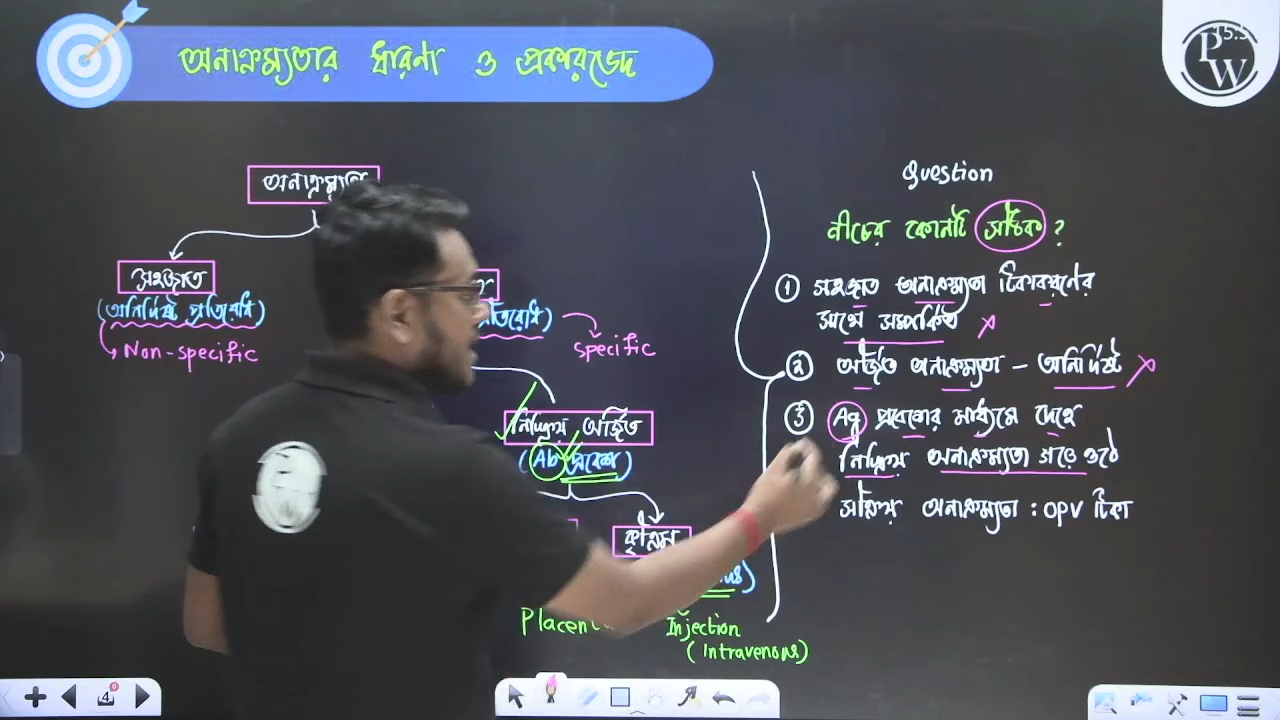 অনাক্রম্যতার ধারণা ও প্রকারভেদ
PW
অনাক্রম্যতা
সহজাত
(অনির্দিষ্ট প্রতিরোধ)
Non-specific
specific
নিষ্ক্রিয় অর্জিত
(Ab প্রবেশ)
কৃত্রিম
Injection
(Intravenous)
Question
নীচের কোনটি সঠিক ?
① সহজাত অনাক্রম্যতা টিকাকরণের
সাথে সম্পর্কিত
② অর্জিত অনাক্রম্যতা – অনির্দিষ্ট
③ Ag প্রবেশের মাধ্যমে দেহে
নিষ্ক্রিয় অনাক্রম্যতা গড়ে ওঠে
সক্রিয় অনাক্রম্যতা : OPV টিকা
4